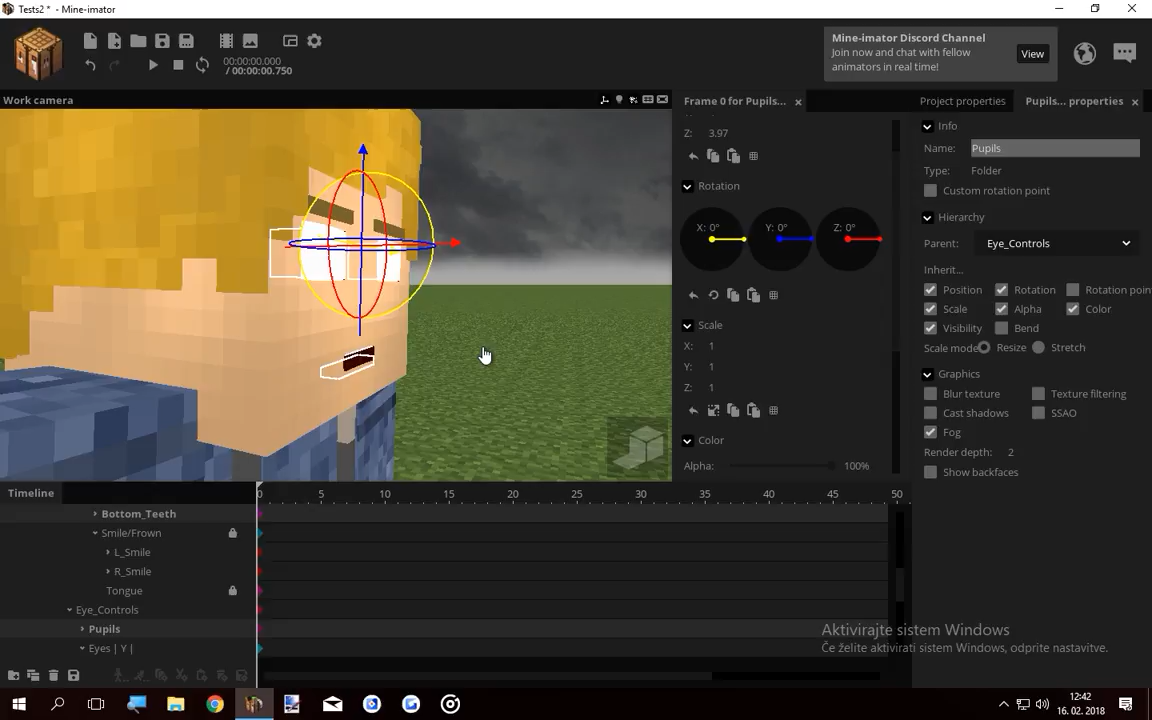 Tests2 * - Mine-imator
Mine-imator Discord Channel
Join now and chat with fellow
animators in real time!
View
00:00:00.000
/ 00:00:00.750
Work camera
Frame 0 for Pupils...
Project properties
Pupils... properties
Z: 3.97
Rotation
X: 0°
Y: 0°
Z: 0°
Scale
X: 1
Y: 1
Z: 1
Color
Alpha:
100%
Info
Name:
Pupils
Type:
Folder
Custom rotation point
Hierarchy
Parent:
Eye_Controls
Inherit...
Position
Rotation
Rotation poin
Scale
Alpha
Color
Visibility
Bend
Scale mode
Resize
Stretch
Graphics
Blur texture
Texture filtering
Cast shadows
SSAO
Fog
Render depth:
2
Show backfaces
Timeline
0
5
10
15
20
25
30
35
40
45
50
Bottom_Teeth
Smile/Frown
L_Smile
R_Smile
Tongue
Eye_Controls
Pupils
Eyes | Y |
Aktivirajte sistem Windows
Če želite aktivirati sistem Windows, odprite nastavitve.
12:42
16. 02. 2018